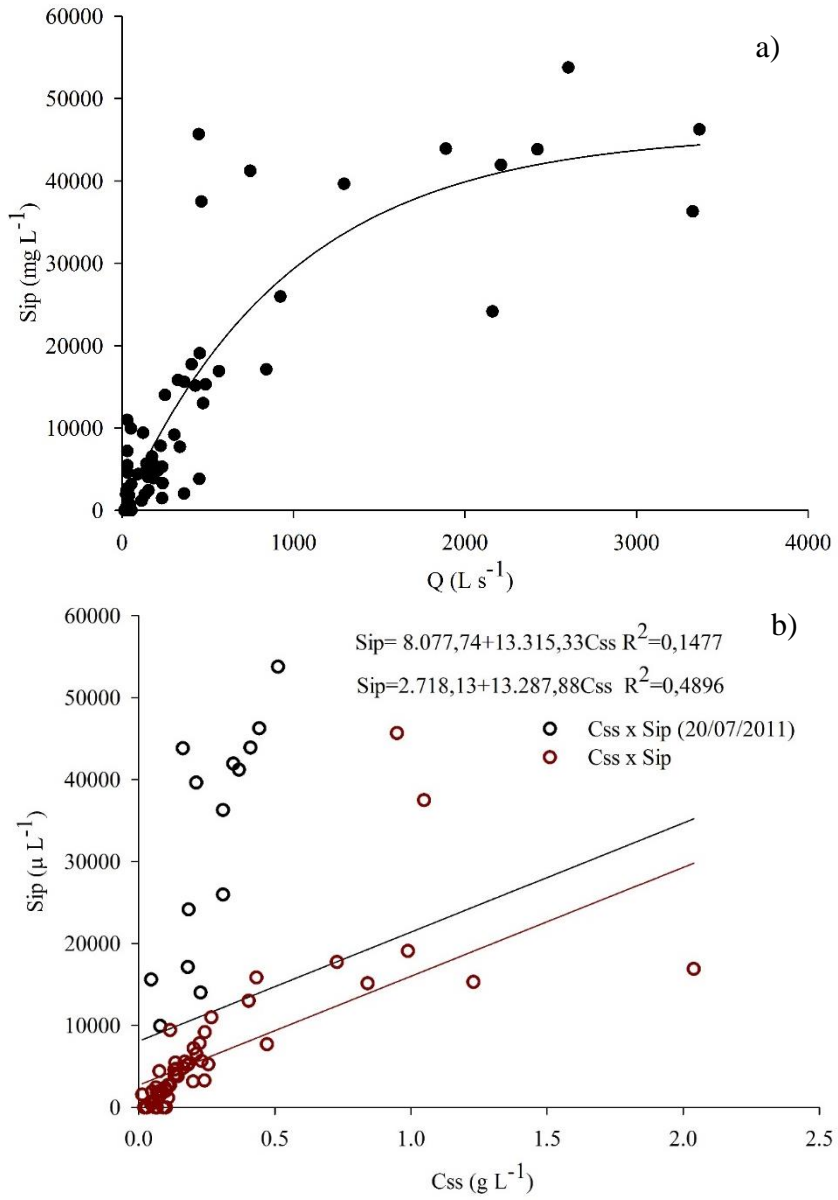 60000
a)
50000
40000
30000
20000
10000
0
Sip (mg L-1)
0 1000 2000 3000 4000
Q (L s-1)
60000
b)
Sip= 8.077,74+13.315,33Css R2=0,1477
50000
Sip=2.718,13+13.287,88Css R2=0,4896
Css x Sip (20/07/2011)
Css x Sip
40000
30000
20000
10000
0
Sip (µ L-1)
0.0 0.5 1.0 1.5 2.0 2.5
Css (g L-1)